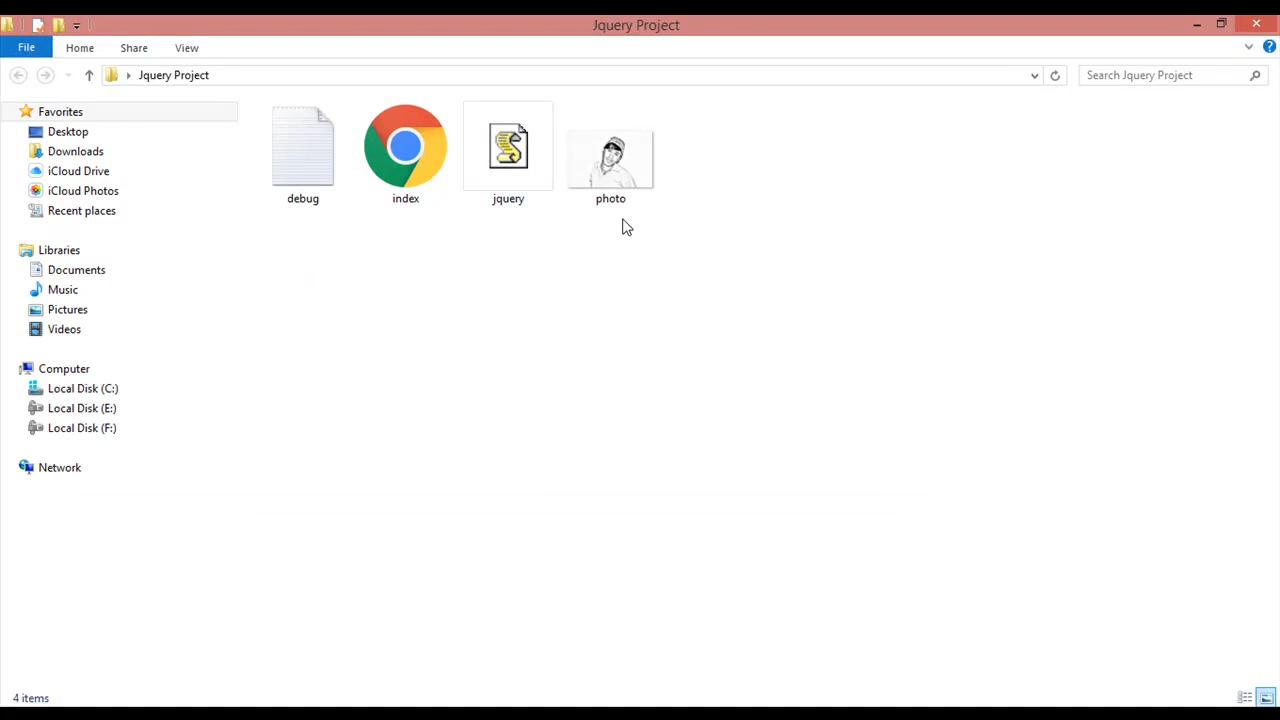 Jquery Project
File Home Share View
Jquery Project
Search Jquery Project
Favorites
Desktop
Downloads
iCloud Drive
iCloud Photos
Recent places
Libraries
Documents
Music
Pictures
Videos
Computer
Local Disk (C:)
Local Disk (E:)
Local Disk (F:)
Network
debug index jquery photo
4 items